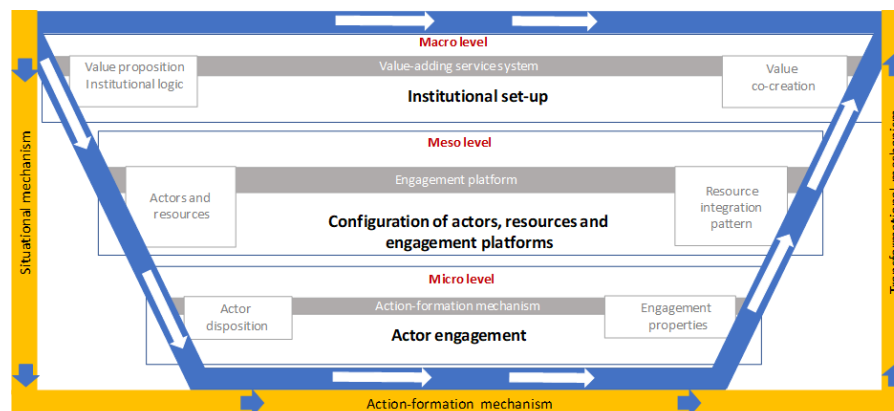 Macro level
Value proposition
Institutional logic
Value-adding service system
Value
co-creation
Institutional set-up
Meso level
Actors and
resources
Engagement platform
Resource
integration
pattern
Configuration of actors, resources and
engagement platforms
Micro level
Actor
disposition
Action-formation mechanism
Engagement
properties
Actor engagement
Situational mechanism
Transformational mechanism
Action-formation mechanism